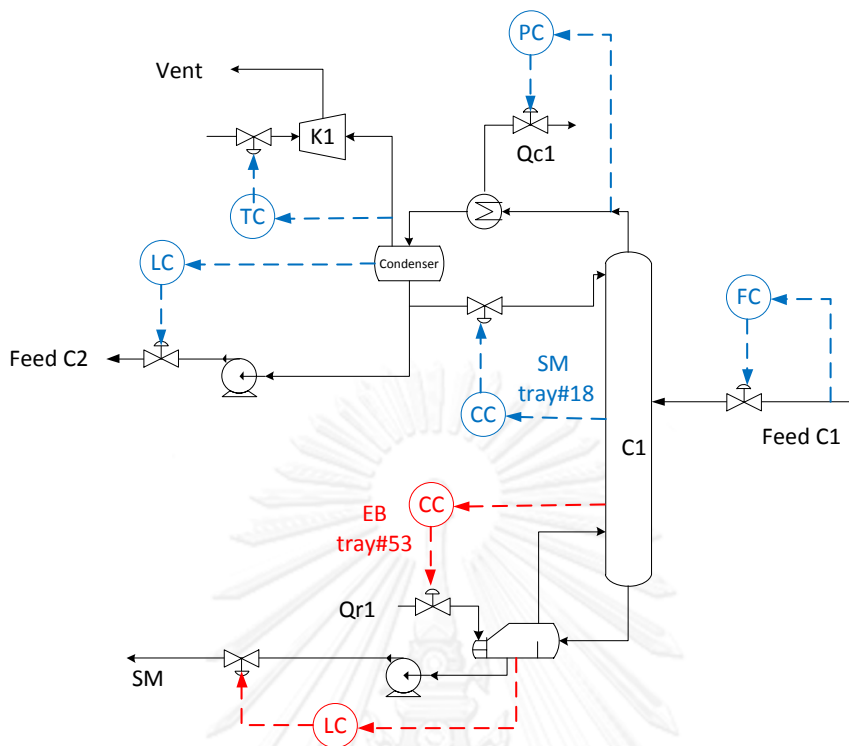 PC
Vent
K1
Qc1
TC
LC
Condenser
FC
Feed C2
SM
tray#18
CC
Feed C1
C1
CC
EB
tray#53
Qr1
SM
LC